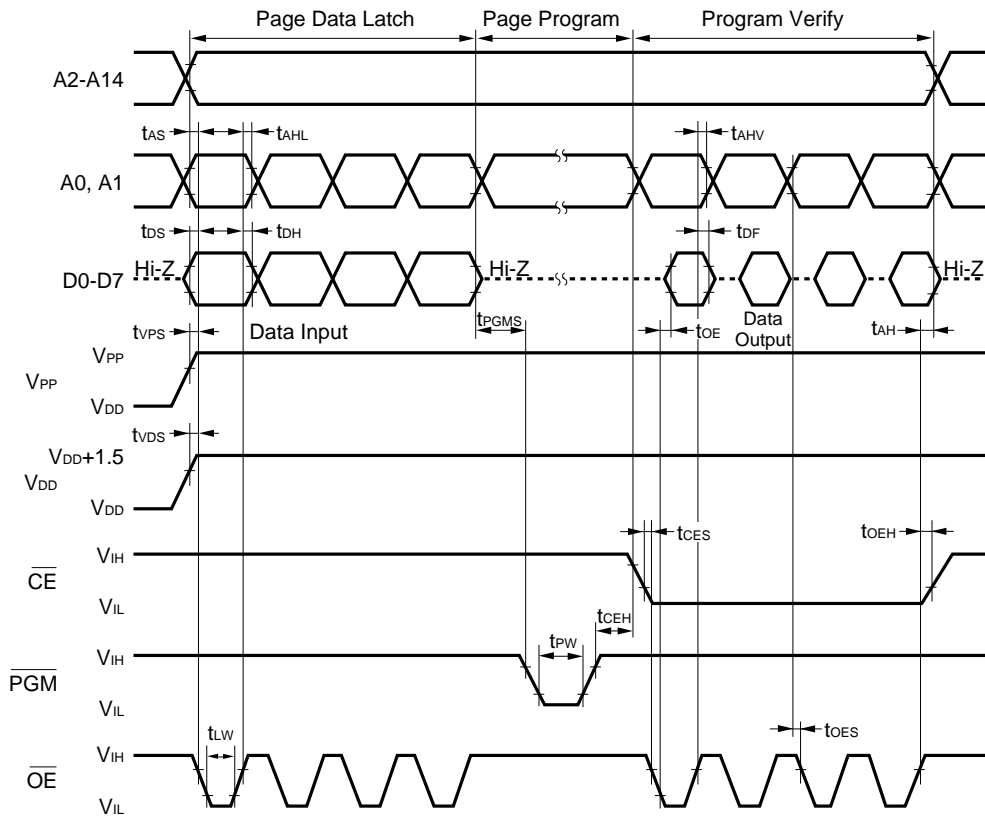 Page Data Latch Page Program Program Verify
A2-A14
tAS tAHL tAHV
A0, A1
tDS tDH tDF
Hi-Z Hi-Z Hi-Z
D0-D7
tVPS Data Input tPGMS tOE Data Output tAH
VPP
VPP
VDD
tVDS
VDD+1.5
VDD
VDD
tCES tOEH
VIH
CE
VIL
tCEH
tPW
VIH
PGM
VIL
tLW tOES
VIH
OE
VIL